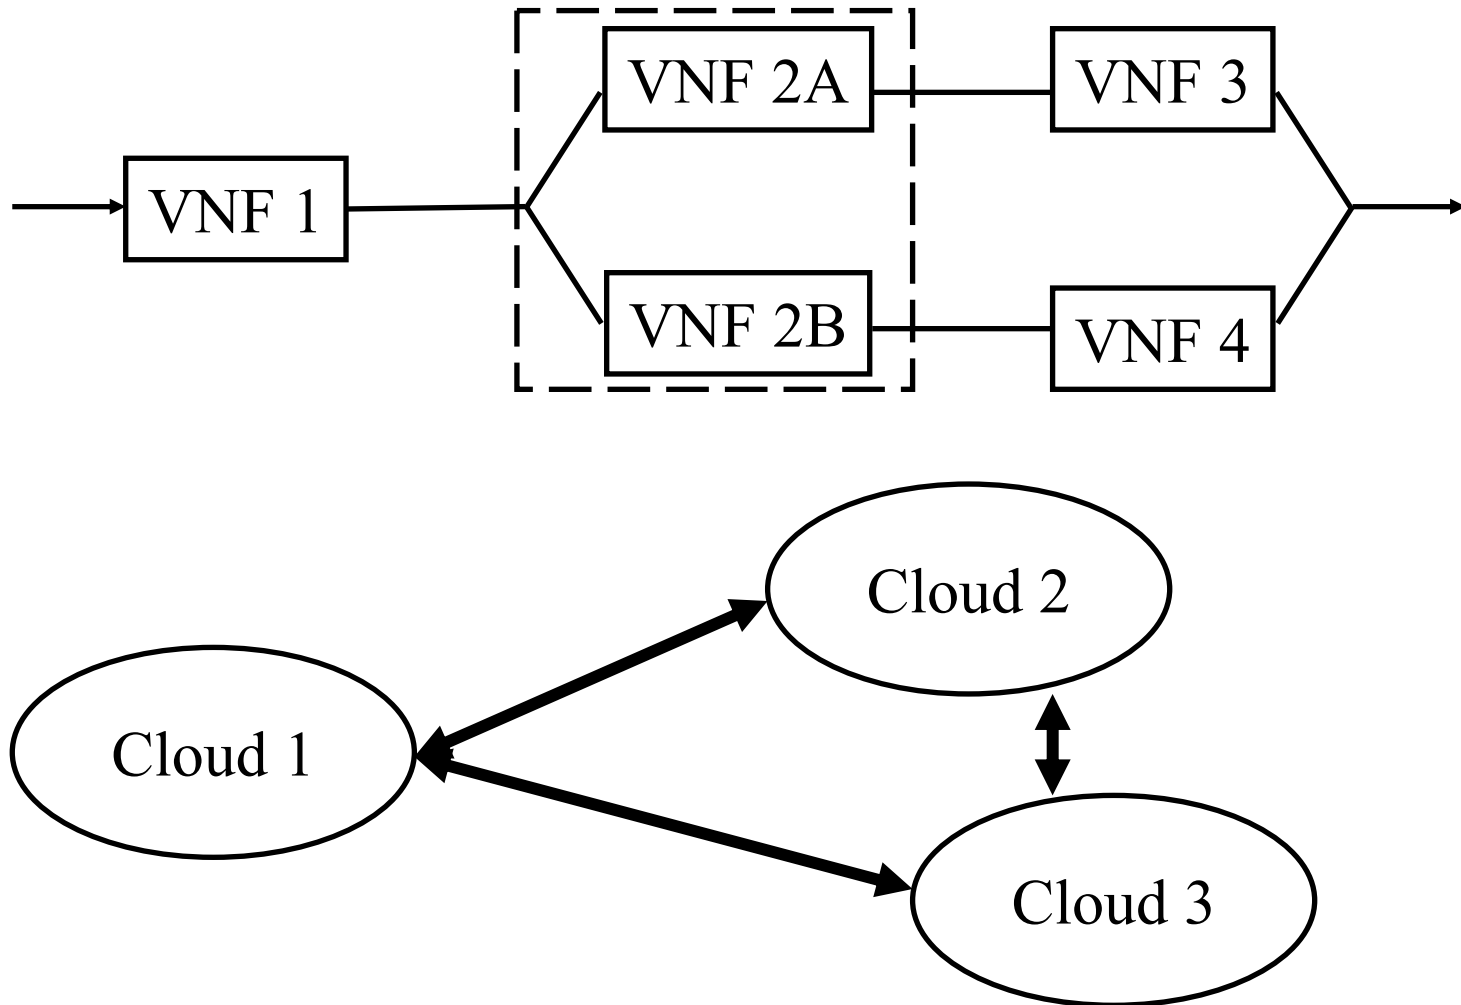 VNF 2A
VNF 3
VNF 1
VNF 2B
VNF 4
Cloud 2
Cloud 1
Cloud 3